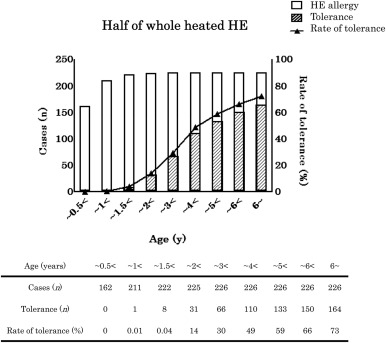 Half of whole heated HE
HE allergy
Tolerance
Rate of tolerance
250
200
150
100
50
0
Cases (n)
100
80
60
40
20
0
Rate of tolerance (%)
~0.5< ~1< ~1.5< ~2< ~3< ~4< ~5< ~6< 6~
Age (y)
Age (years) ~0.5< ~1< ~1.5< ~2< ~3< ~4< ~5< ~6< 6~
Cases (n) 162 211 222 225 226 226 226 226 226
Tolerance (n) 0 1 8 31 66 110 133 150 164
Rate of tolerance (%) 0 0.01 0.04 14 30 49 59 66 73